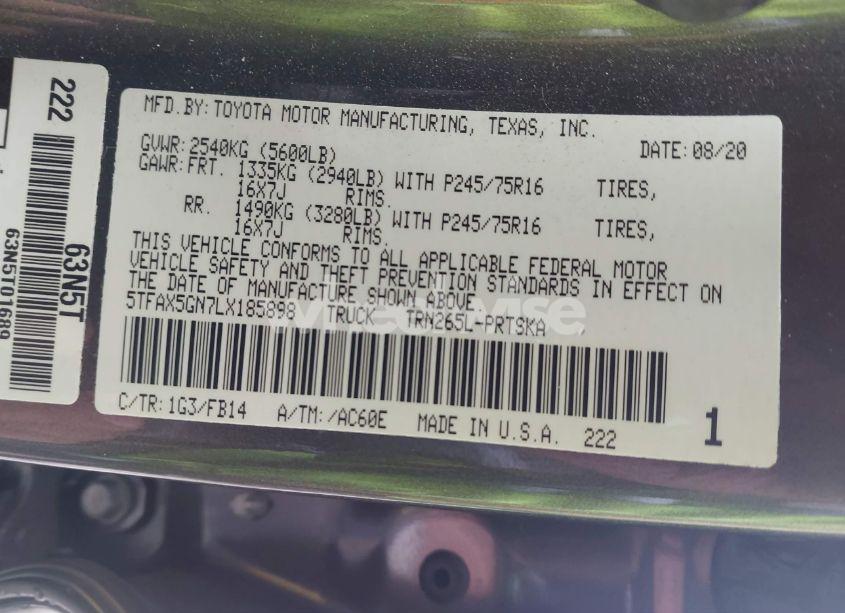 222
63N5T
63N5T01689
MFD.BY:TOYOTA MOTOR MANUFACTURING, TEXAS, INC.
GVWR:2540KG (5600LB) DATE:08/20
GAWR:FRT. 1335KG (2940LB) WITH P245/75R16 TIRES,
16X7J RIMS.
RR. 1490KG (3280LB) WITH P245/75R16 TIRES,
16X7J RIMS.
THIS VEHICLE CONFORMS TO ALL APPLICABLE FEDERAL MOTOR
VEHICLE SAFETY AND THEFT PREVENTION STANDARDS IN EFFECT ON
THE DATE OF MANUFACTURE SHOWN ABOVE.
5TFAX5GN7LX185898 TRUCK TRN265L-PRTSKA
C/TR:1G3/FB14 A/TM:/AC60E MADE IN U.S.A. 222
1